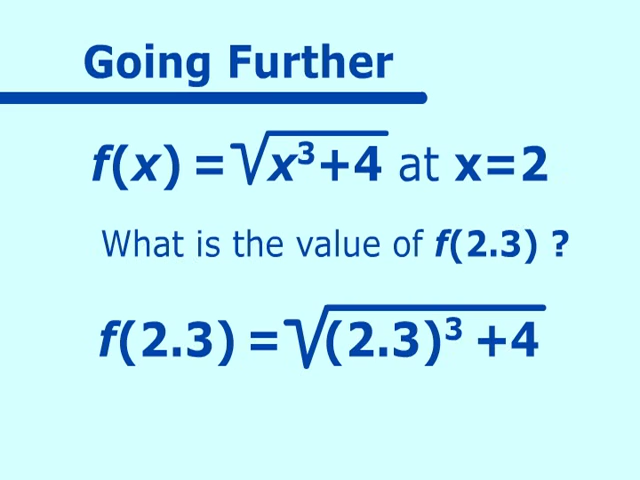 Going Further
f(x) = √x³+4 at x=2
What is the value of f(2.3) ?
f(2.3) = √(2.3)³ +4